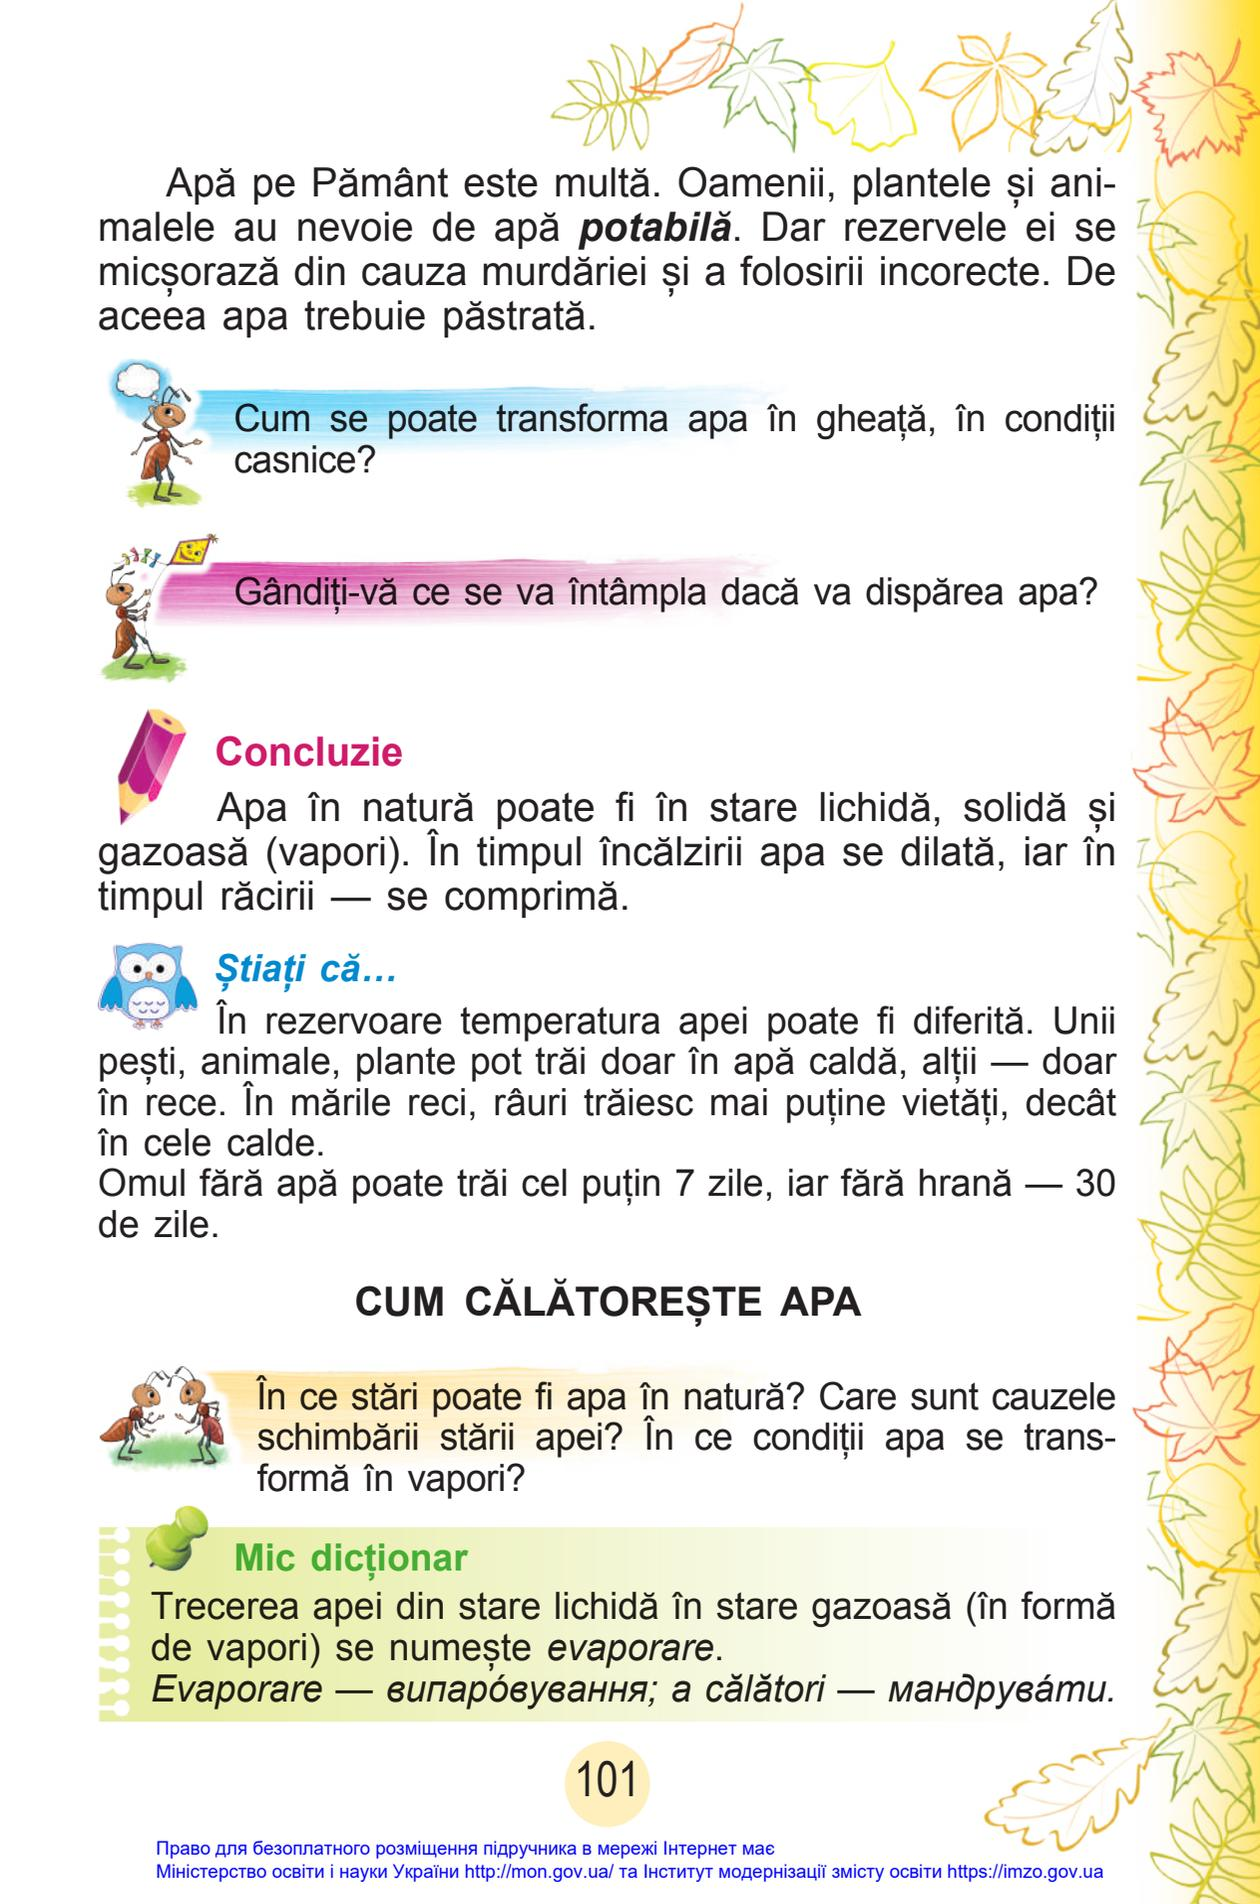 Apă pe Pământ este multă. Oamenii, plantele și ani-
malele au nevoie de apă potabilă. Dar rezervele ei se
micșorază din cauza murdăriei și a folosirii incorecte. De
aceea apa trebuie păstrată.
Cum se poate transforma apa în gheață, în condiții
casnice?
Gândiți-vă ce se va întâmpla dacă va dispărea apa?
Concluzie
Apa în natură poate fi în stare lichidă, solidă și
gazoasă (vapori). În timpul încălzirii apa se dilată, iar în
timpul răcirii — se comprimă.
Știați că...
În rezervoare temperatura apei poate fi diferită. Unii
pești, animale, plante pot trăi doar în apă caldă, alții — doar
în rece. În mările reci, râuri trăiesc mai puține vietăți, decât
în cele calde.
Omul fără apă poate trăi cel puțin 7 zile, iar fără hrană — 30
de zile.
CUM CĂLĂTOREȘTE APA
În ce stări poate fi apa în natură? Care sunt cauzele
schimbării stării apei? În ce condiții apa se trans-
formă în vapori?
Mic dicționar
Trecerea apei din stare lichidă în stare gazoasă (în formă
de vapori) se numește evaporare.
Evaporare — випаро́вування; a călători — мандрува́ти.
101
Право для безоплатного розміщення підручника в мережі Інтернет має
Міністерство освіти і науки України http://mon.gov.ua/ та Інститут модернізації змісту освіти https://imzo.gov.ua